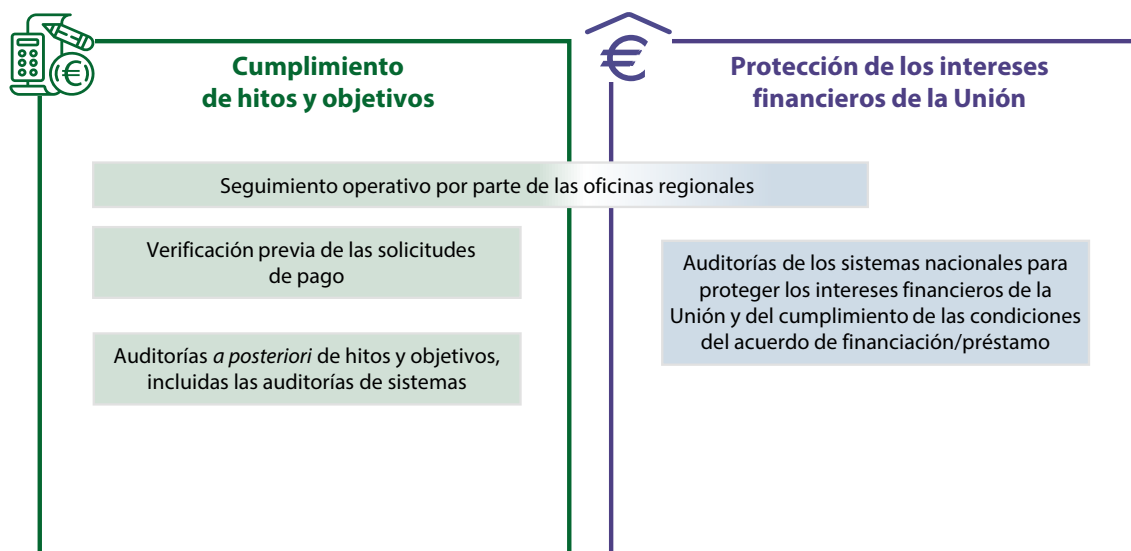 Cumplimiento
de hitos y objetivos
Protección de los intereses
financieros de la Unión
Seguimiento operativo por parte de las oficinas regionales
Verificación previa de las solicitudes
de pago
Auditorías a posteriori de hitos y objetivos,
incluidas las auditorías de sistemas
Auditorías de los sistemas nacionales para
proteger los intereses financieros de la
Unión y del cumplimiento de las condiciones
del acuerdo de financiación/préstamo